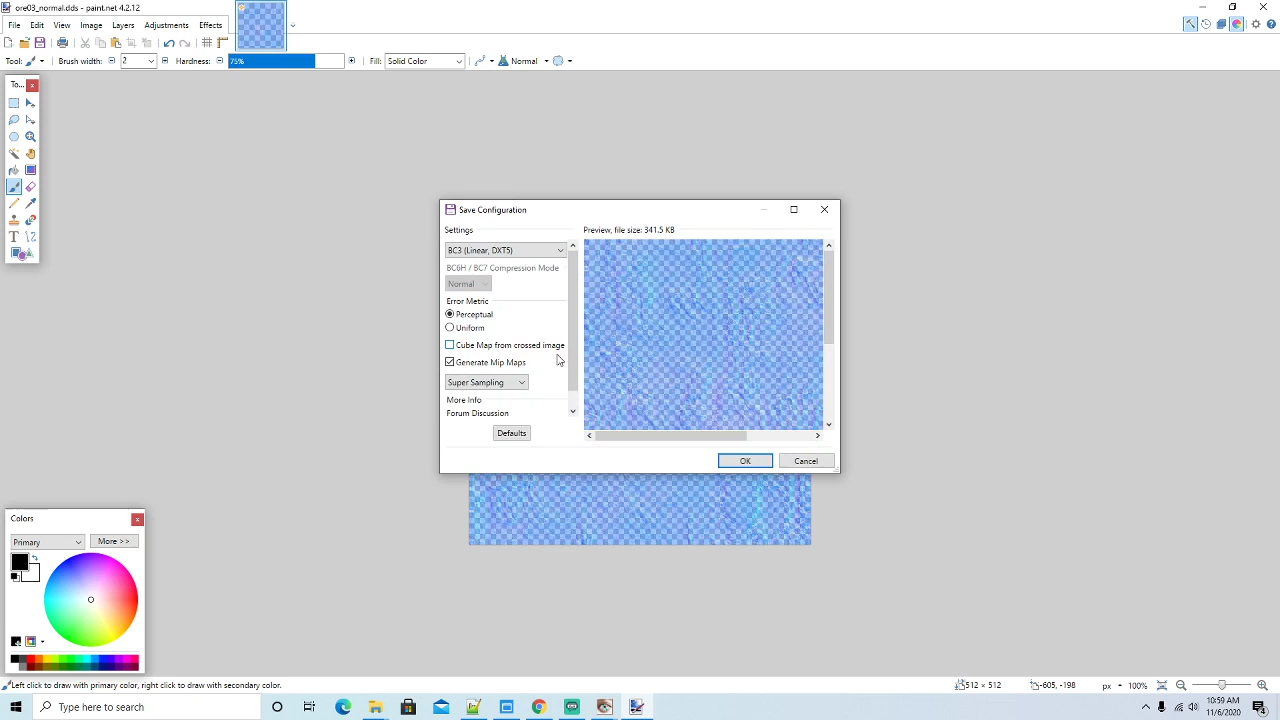 ore03_normal.dds - paint.net 4.2.12
File Edit View Image Layers Adjustments Effects
Tool: Brush width: 2 Hardness: 75% Fill: Solid Color Normal
To...
Save Configuration
Settings
Preview, file size: 341.5 KB
BC3 (Linear, DXT5)
BC6H / BC7 Compression Mode
Normal
Error Metric
Perceptual
Uniform
Cube Map from crossed image
Generate Mip Maps
Super Sampling
More Info
Forum Discussion
Defaults
OK Cancel
Colors
Primary More >>
Left click to draw with primary color, right click to draw with secondary color.
512 × 512 -605, -198 px 100%
Type here to search
10:59 AM
11/6/2020